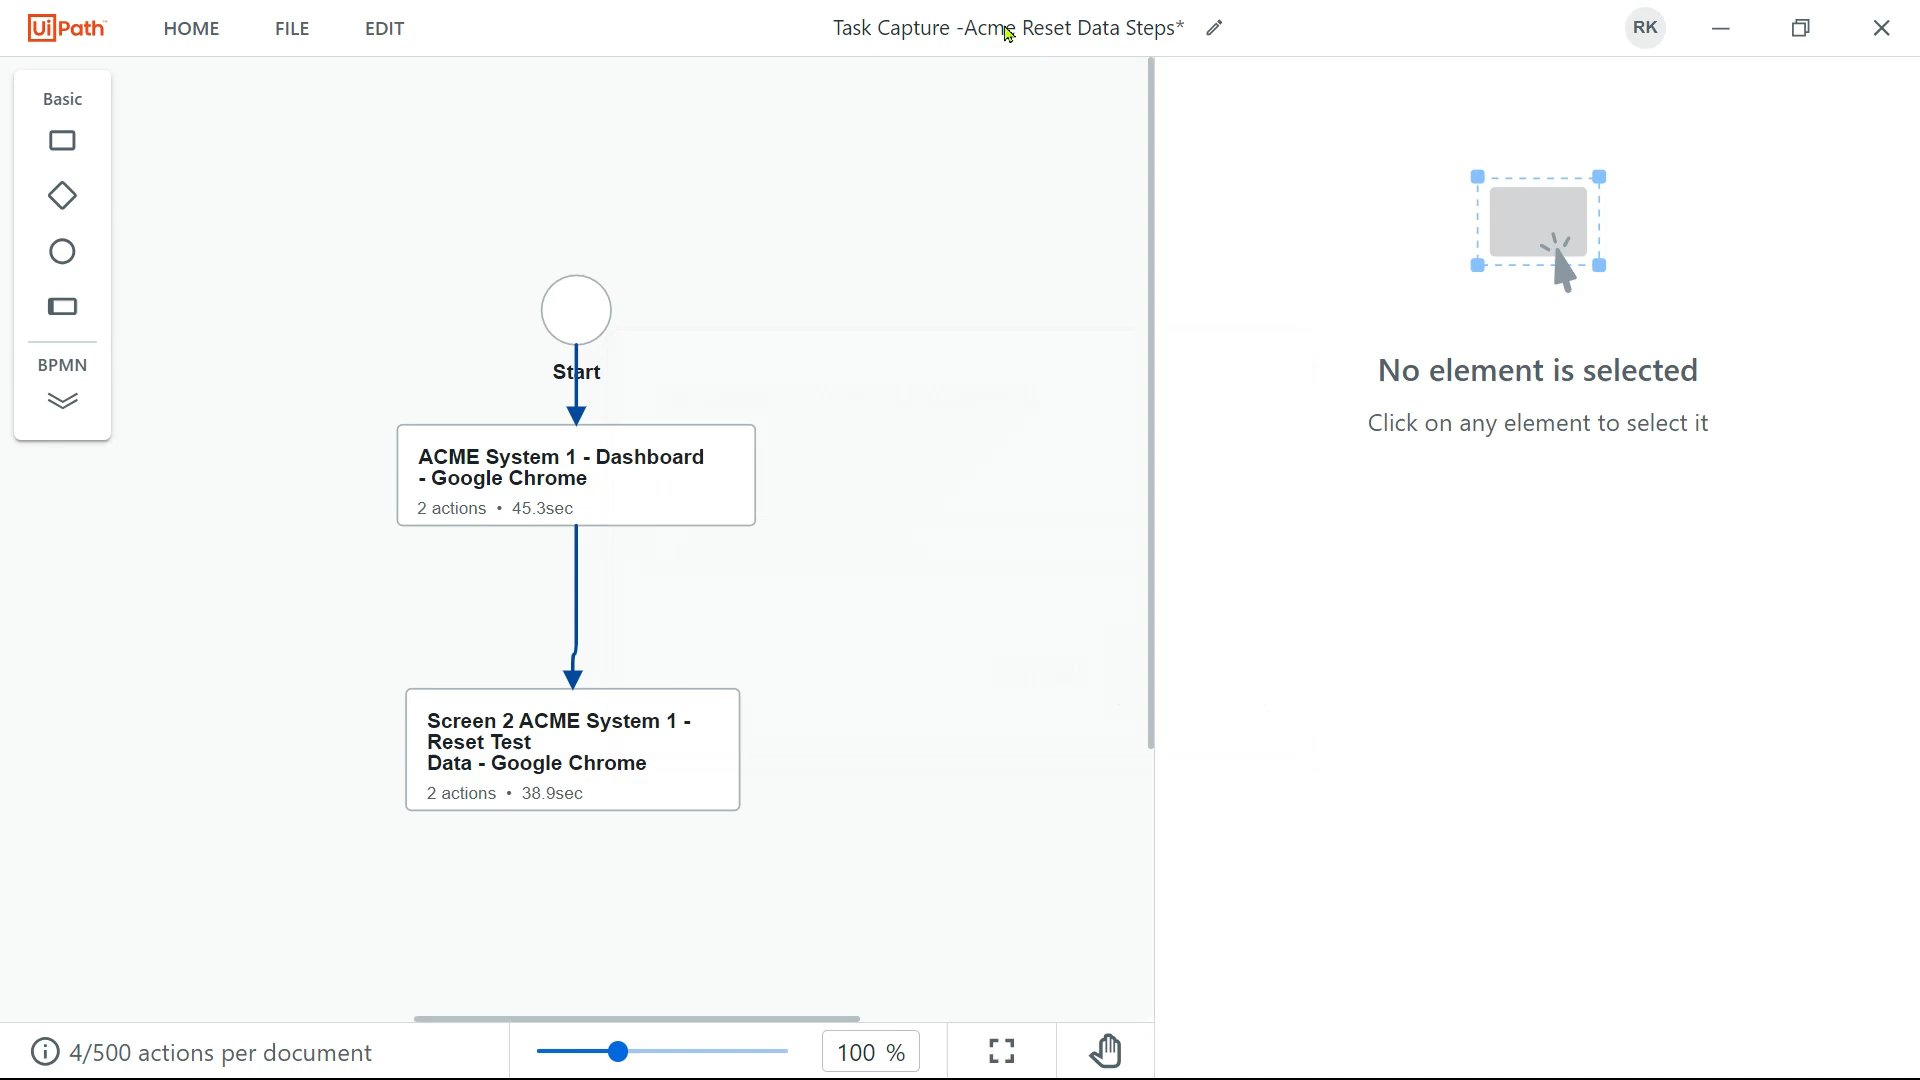 UiPath HOME FILE EDIT Task Capture -Acme Reset Data Steps* RK
Basic
BPMN
Start
ACME System 1 - Dashboard
- Google Chrome
2 actions • 45.3sec
Screen 2 ACME System 1 -
Reset Test
Data - Google Chrome
2 actions • 38.9sec
No element is selected
Click on any element to select it
4/500 actions per document 100 %